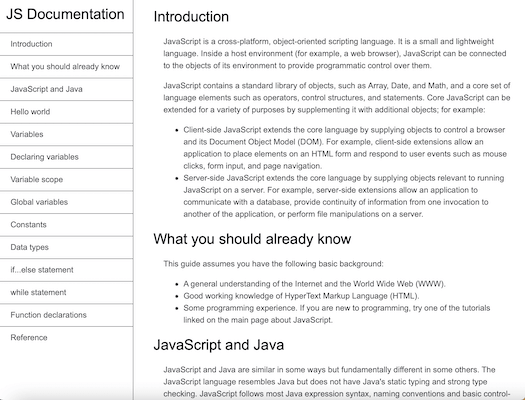 JS Documentation
Introduction
What you should already know
JavaScript and Java
Hello world
Variables
Declaring variables
Variable scope
Global variables
Constants
Data types
if...else statement
while statement
Function declarations
Reference
Introduction
JavaScript is a cross-platform, object-oriented scripting language. It is a small and lightweight
language. Inside a host environment (for example, a web browser), JavaScript can be connected
to the objects of its environment to provide programmatic control over them.
JavaScript contains a standard library of objects, such as Array, Date, and Math, and a core set of
language elements such as operators, control structures, and statements. Core JavaScript can be
extended for a variety of purposes by supplementing it with additional objects; for example:
• Client-side JavaScript extends the core language by supplying objects to control a browser
and its Document Object Model (DOM). For example, client-side extensions allow an
application to place elements on an HTML form and respond to user events such as mouse
clicks, form input, and page navigation.
• Server-side JavaScript extends the core language by supplying objects relevant to running
JavaScript on a server. For example, server-side extensions allow an application to
communicate with a database, provide continuity of information from one invocation to
another of the application, or perform file manipulations on a server.
What you should already know
This guide assumes you have the following basic background:
• A general understanding of the Internet and the World Wide Web (WWW).
• Good working knowledge of HyperText Markup Language (HTML).
• Some programming experience. If you are new to programming, try one of the tutorials
linked on the main page about JavaScript.
JavaScript and Java
JavaScript and Java are similar in some ways but fundamentally different in some others. The
JavaScript language resembles Java but does not have Java's static typing and strong type
checking. JavaScript follows most Java expression syntax, naming conventions and basic control-